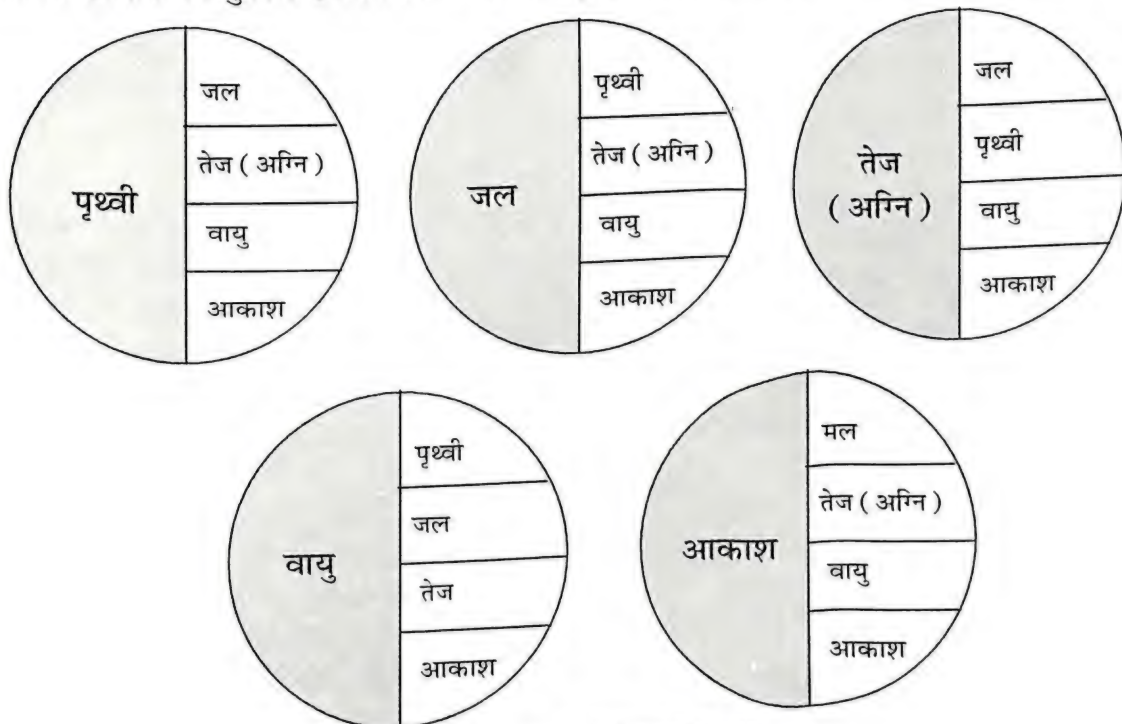 पृथ्वी
जल
तेज ( अग्नि )
वायु
आकाश
जल
पृथ्वी
तेज ( अग्नि )
वायु
आकाश
तेज
( अग्नि )
जल
पृथ्वी
वायु
आकाश
वायु
पृथ्वी
जल
तेज
आकाश
आकाश
मल
तेज ( अग्नि )
वायु
आकाश